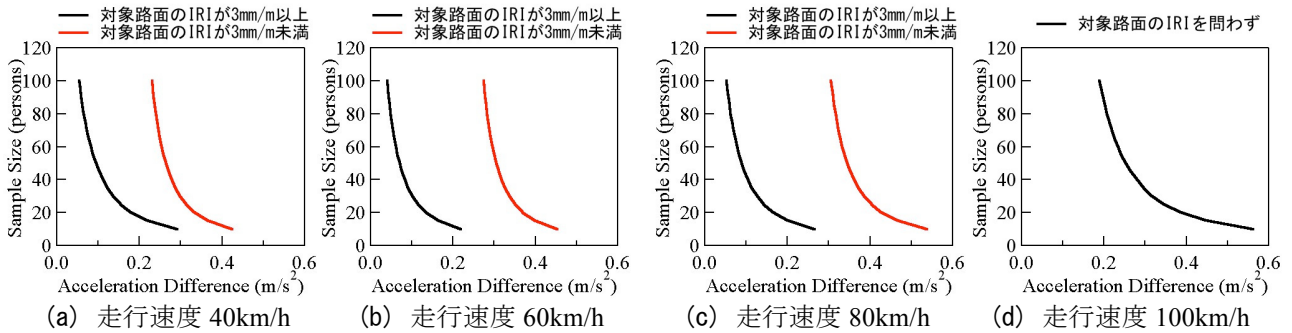 対象路面のIRIが3mm/m以上
対象路面のIRIが3mm/m未満
120
100
80
60
40
20
0
Sample Size (persons)
0.0 0.2 0.4 0.6
Acceleration Difference (m/s²)
(a) 走行速度 40km/h
対象路面のIRIが3mm/m以上
対象路面のIRIが3mm/m未満
120
100
80
60
40
20
0
Sample Size (persons)
0.0 0.2 0.4 0.6
Acceleration Difference (m/s²)
(b) 走行速度 60km/h
対象路面のIRIが3mm/m以上
対象路面のIRIが3mm/m未満
120
100
80
60
40
20
0
Sample Size (persons)
0.0 0.2 0.4 0.6
Acceleration Difference (m/s²)
(c) 走行速度 80km/h
対象路面のIRIを問わず
120
100
80
60
40
20
0
Sample Size (persons)
0.0 0.2 0.4 0.6
Acceleration Difference (m/s²)
(d) 走行速度 100km/h